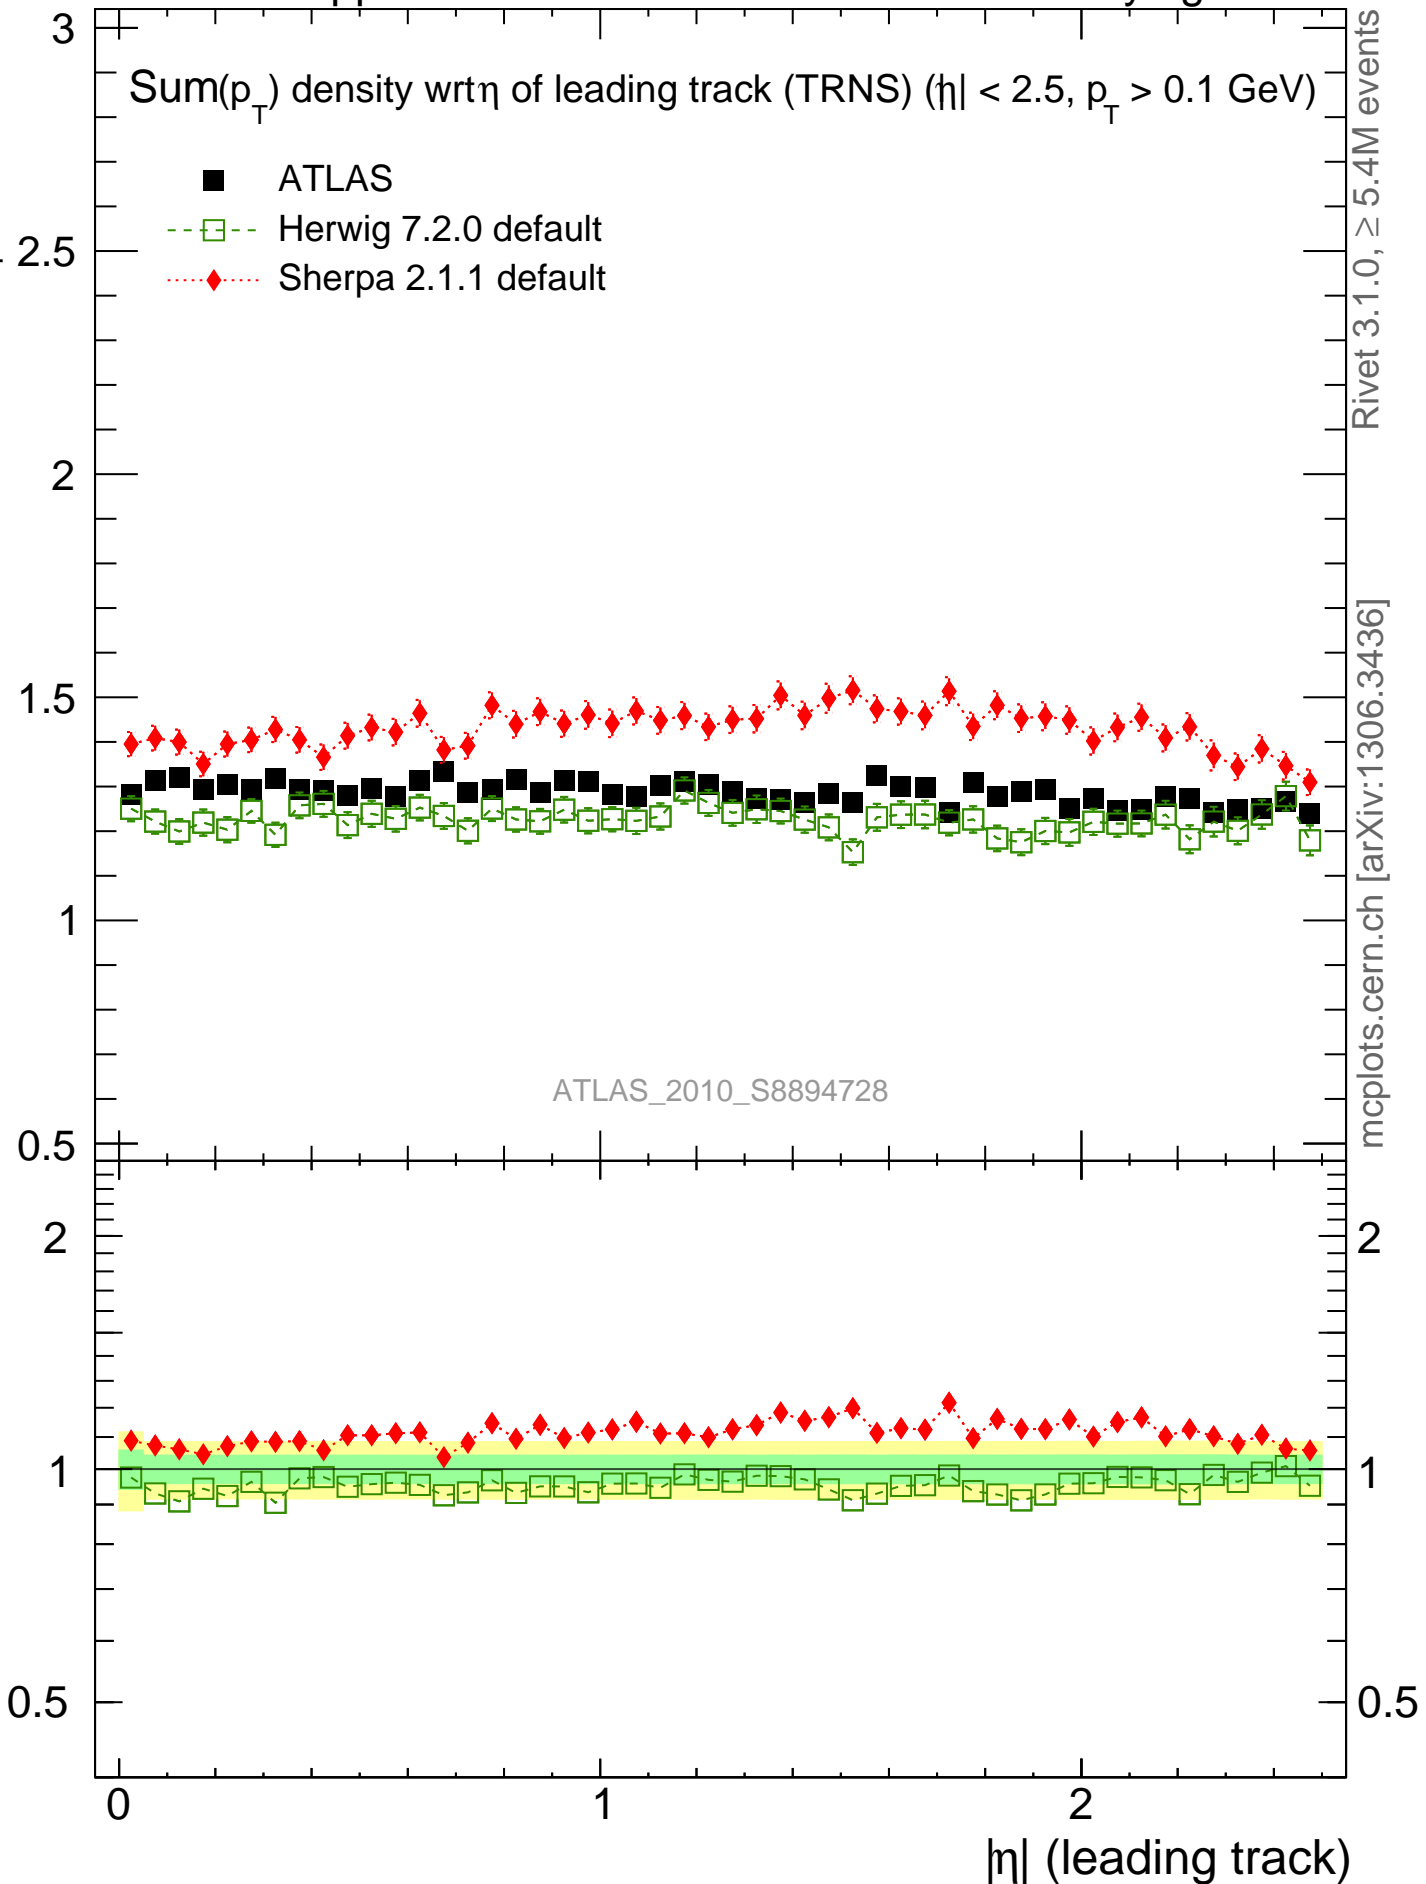 3
Sum(p_T) density wrtη of leading track (TRNS) (|η| < 2.5, p_T > 0.1 GeV)
ATLAS
Herwig 7.2.0 default
Sherpa 2.1.1 default
2.5
2
1.5
1
0.5
ATLAS_2010_S8894728
Rivet 3.1.0, ≥ 5.4M events
mcplots.cern.ch [arXiv:1306.3436]
2
2
1
1
0.5
0.5
0
1
2
|η| (leading track)